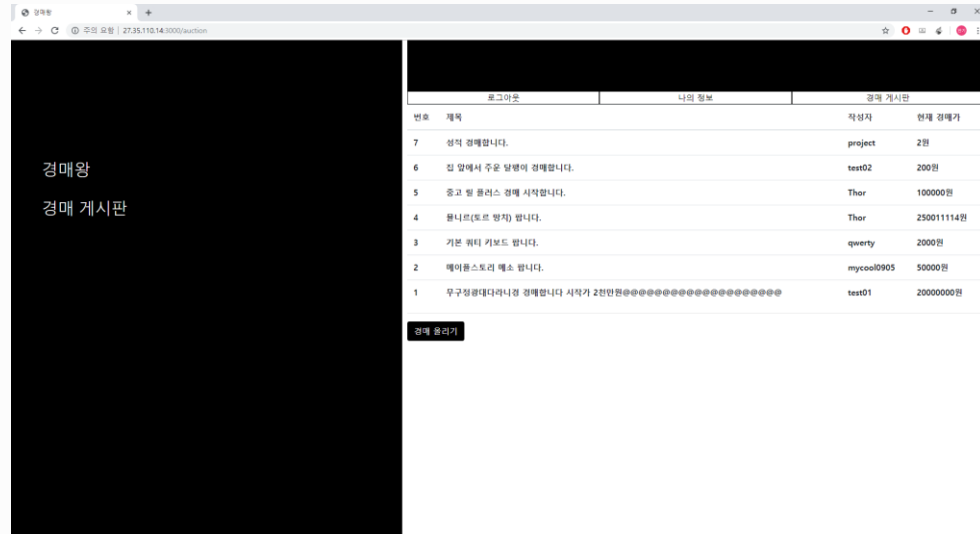 경매왕
주의 요함 | 27.35.110.14:3000/auction
경매왕
경매 게시판
로그아웃 나의 정보 경매 게시판
번호 제목 작성자 현재 경매가
7 성적 경매합니다. project 2원
6 집 앞에서 주운 달팽이 경매합니다. test02 200원
5 중고 릴 플러스 경매 시작합니다. Thor 100000원
4 묠니르(토르 망치) 팝니다. Thor 250011114원
3 기본 쿼티 키보드 팝니다. qwerty 2000원
2 메이플스토리 메소 팝니다. mycool0905 50000원
1 무구정광대다라니경 경매합니다 시작가 2천만원@@@@@@@@@@@@@@@@@@@@ test01 20000000원
경매 올리기